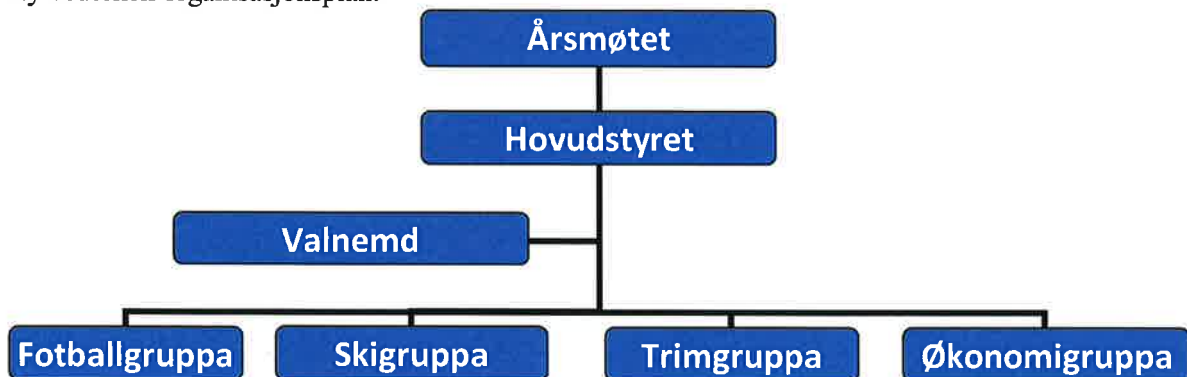 Årsmøtet
Hovudstyret
Valnemd
Fotballgruppa Skigruppa Trimgruppa Økonomigruppa